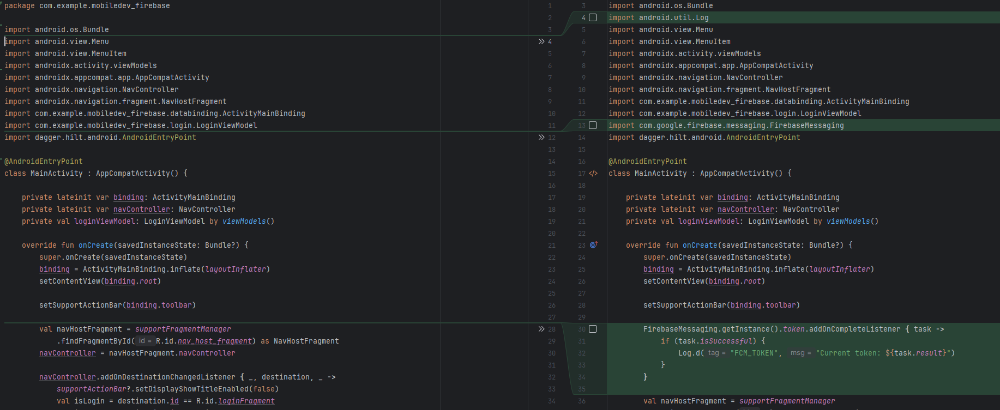 package com.example.mobiledev_firebase
import android.os.Bundle
import android.view.Menu
import android.view.MenuItem
import androidx.activity.viewModels
import androidx.appcompat.app.AppCompatActivity
import androidx.navigation.NavController
import androidx.navigation.fragment.NavHostFragment
import com.example.mobiledev_firebase.databinding.ActivityMainBinding
import com.example.mobiledev_firebase.login.LoginViewModel
import dagger.hilt.android.AndroidEntryPoint
@AndroidEntryPoint
class MainActivity : AppCompatActivity() {
private lateinit var binding: ActivityMainBinding
private lateinit var navController: NavController
private val loginViewModel: LoginViewModel by viewModels()
override fun onCreate(savedInstanceState: Bundle?) {
super.onCreate(savedInstanceState)
binding = ActivityMainBinding.inflate(layoutInflater)
setContentView(binding.root)
setSupportActionBar(binding.toolbar)
val navHostFragment = supportFragmentManager
.findFragmentById( id = R.id.nav_host_fragment) as NavHostFragment
navController = navHostFragment.navController
navController.addOnDestinationChangedListener { _, destination, _ ->
supportActionBar?.setDisplayShowTitleEnabled(false)
val isLogin = destination.id == R.id.loginFragment
1 3
2 4
3 5
4 6
5 7
6 8
7 9
8 10
9 11
10 12
11 13
12 14
13 15
14 16
15 17 </>
16 18
17 19
18 20
19 21
20 22
21 23
22 24
23 25
24 26
25 27
26 28
27 29
28 30
29 31
30 32
31 33
32 34
33 35
34 36
import android.os.Bundle
import android.util.Log
import android.view.Menu
import android.view.MenuItem
import androidx.activity.viewModels
import androidx.appcompat.app.AppCompatActivity
import androidx.navigation.NavController
import androidx.navigation.fragment.NavHostFragment
import com.example.mobiledev_firebase.databinding.ActivityMainBinding
import com.example.mobiledev_firebase.login.LoginViewModel
import com.google.firebase.messaging.FirebaseMessaging
import dagger.hilt.android.AndroidEntryPoint
@AndroidEntryPoint
class MainActivity : AppCompatActivity() {
private lateinit var binding: ActivityMainBinding
private lateinit var navController: NavController
private val loginViewModel: LoginViewModel by viewModels()
override fun onCreate(savedInstanceState: Bundle?) {
super.onCreate(savedInstanceState)
binding = ActivityMainBinding.inflate(layoutInflater)
setContentView(binding.root)
setSupportActionBar(binding.toolbar)
FirebaseMessaging.getInstance().token.addOnCompleteListener { task ->
if (task.isSuccessful) {
Log.d( tag = "FCM_TOKEN", msg = "Current token: ${task.result}")
}
}
val navHostFragment = supportFragmentManager